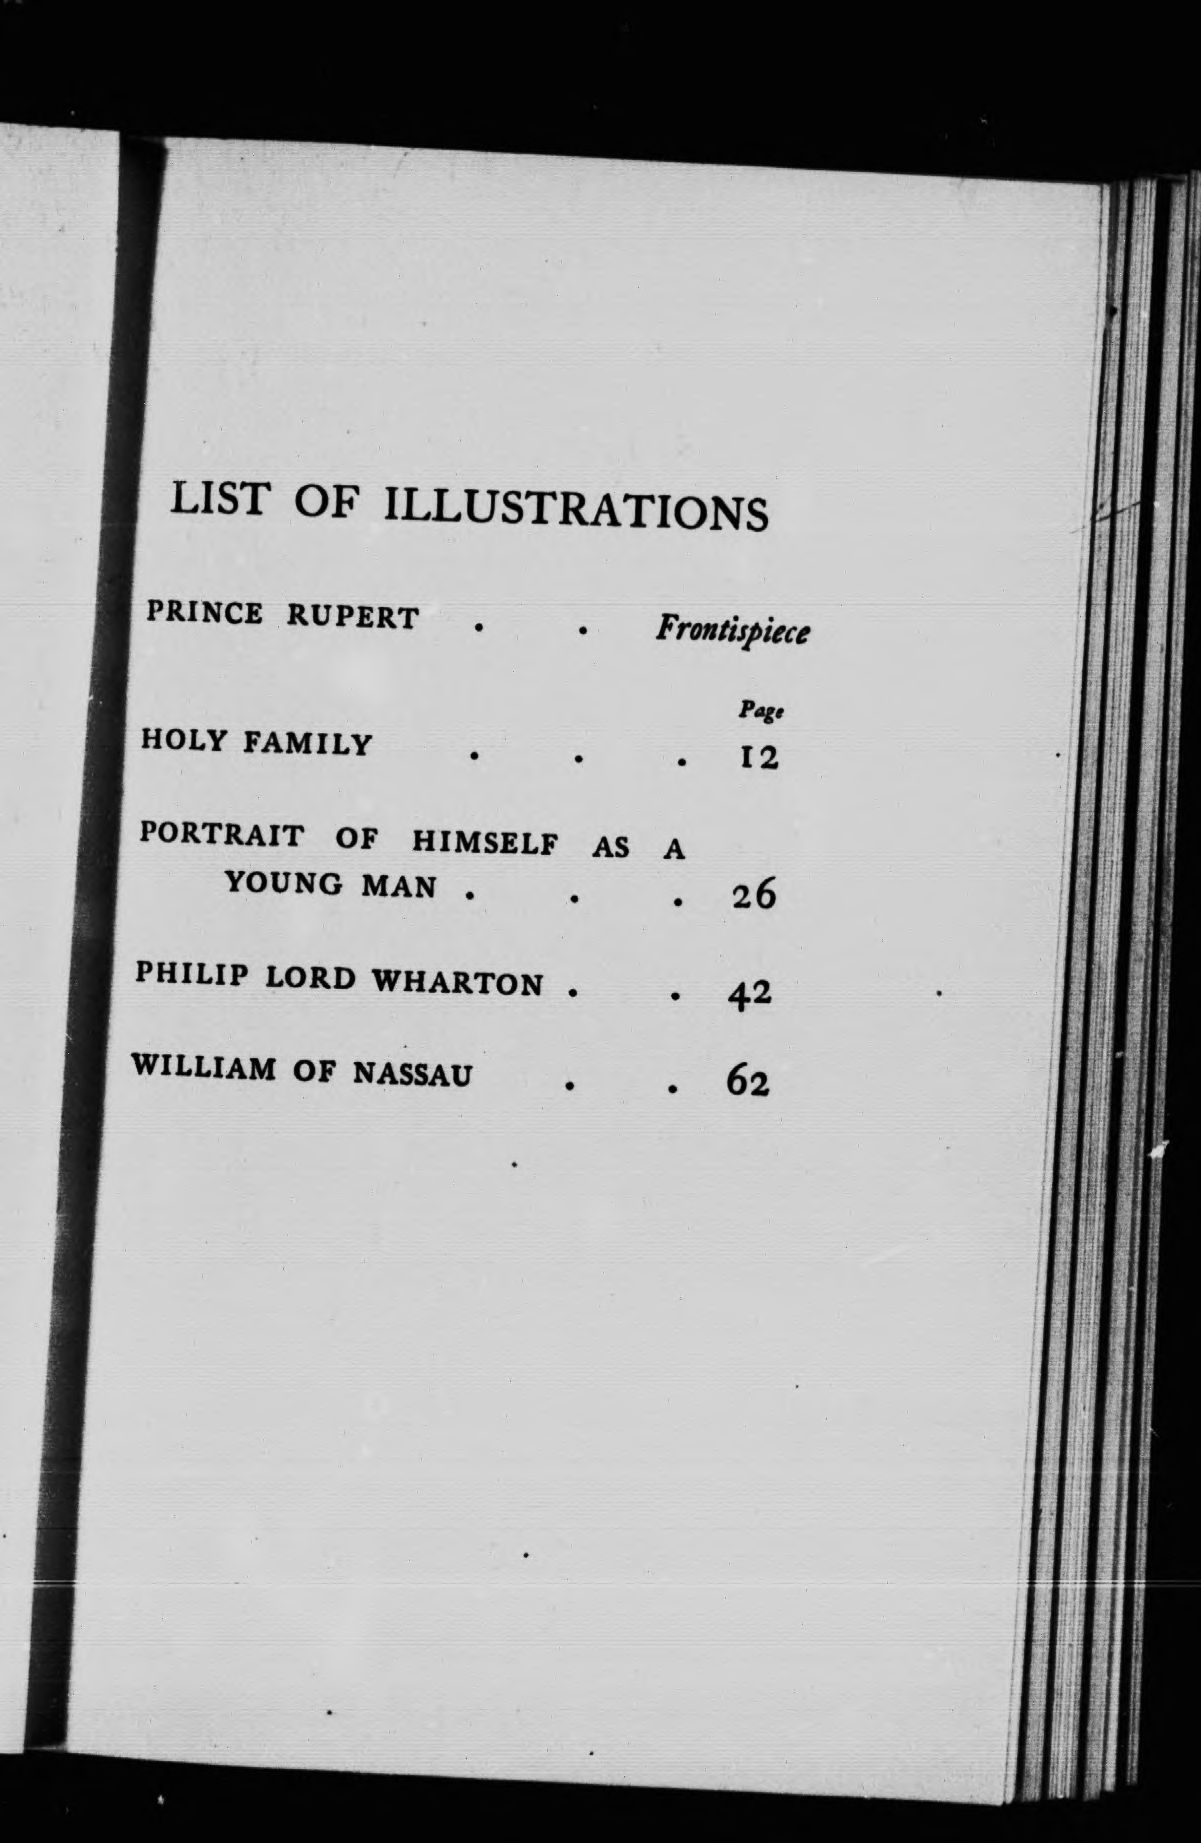 LIST OF ILLUSTRATIONS
PRINCE RUPERT . . Frontispiece
Page
HOLY FAMILY . . . 12
PORTRAIT OF HIMSELF AS A
YOUNG MAN . . . 26
PHILIP LORD WHARTON . . 42
WILLIAM OF NASSAU . . 62